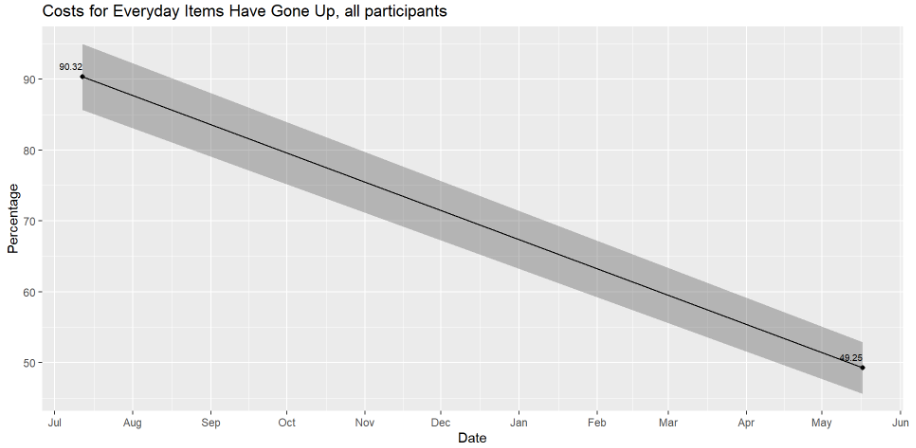 Costs for Everyday Items Have Gone Up, all participants
90.32
90
80
Percentage
70
60
49.25
50
Jul Aug Sep Oct Nov Dec Jan Feb Mar Apr May Jun
Date